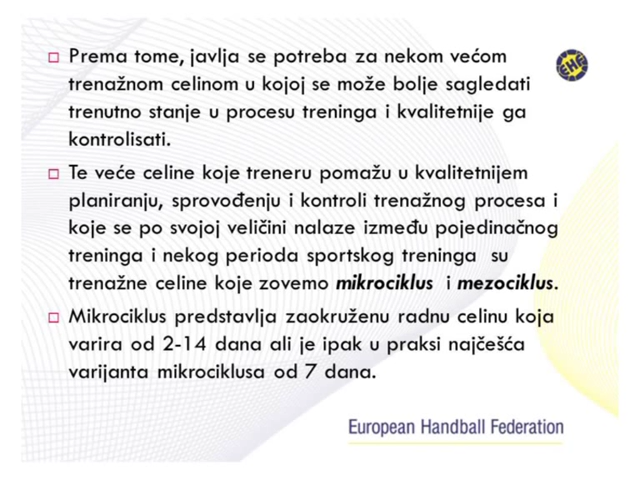 Prema tome, javlja se potreba za nekom većom
trenažnom celinom u kojoj se može bolje sagledati
trenutno stanje u procesu treninga i kvalitetnije ga
kontrolisati.
Te veće celine koje treneru pomažu u kvalitetnijem
planiranju, sprovođenju i kontroli trenažnog procesa i
koje se po svojoj veličini nalaze između pojedinačnog
treninga i nekog perioda sportskog treninga su
trenažne celine koje zovemo mikrociklus i mezociklus.
Mikrociklus predstavlja zaokruženu radnu celinu koja
varira od 2-14 dana ali je ipak u praksi najčešća
varijanta mikrociklusa od 7 dana.
EHF
European Handball Federation